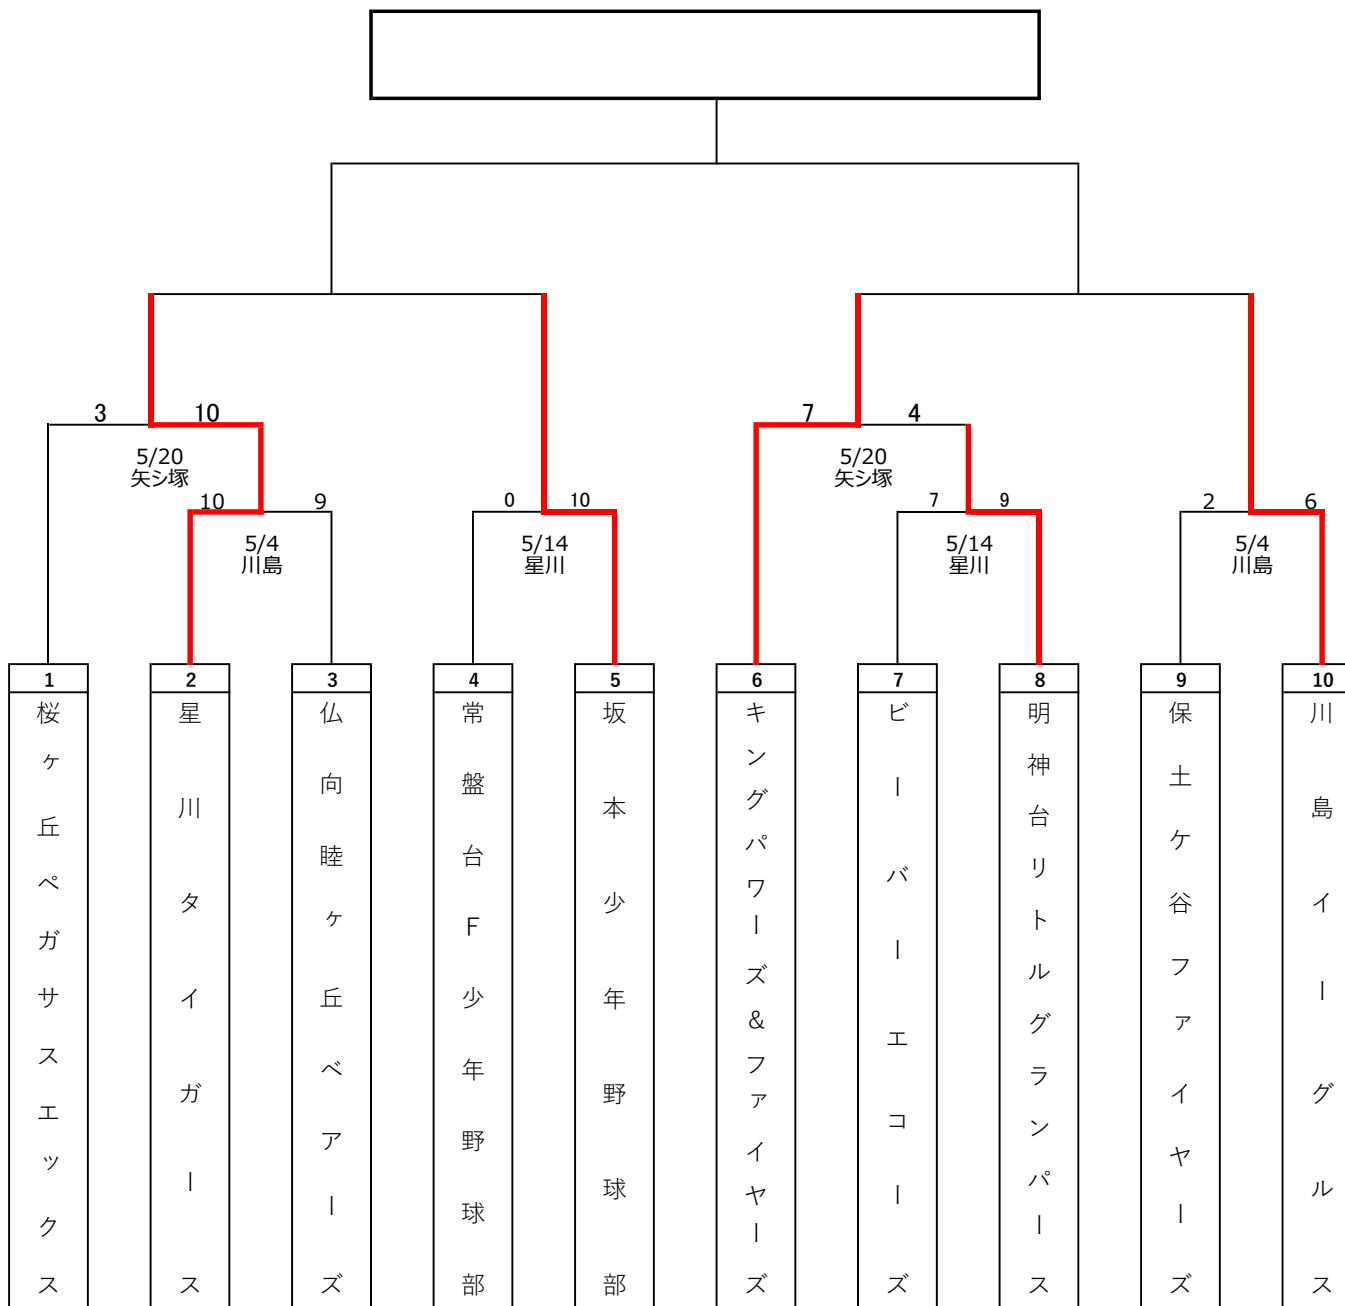 3 10 7 4
5/20 5/20
矢シ塚 矢シ塚
10 9 0 10 7 9 2 6
5/4 5/14 5/14 5/4
川島 星川 星川 川島
1 2 3 4 5 6 7 8 9 10
桜ヶ丘ペガサスエックス
星川タイガース
仏向睦ヶ丘ベアーズ
常盤台F少年野球部
坂本少年野球部
キングパワーズ&ファイヤーズ
ビーバーエコーズ
明神台リトルグランパース
保土ケ谷ファイヤーズ
川島イーグルス